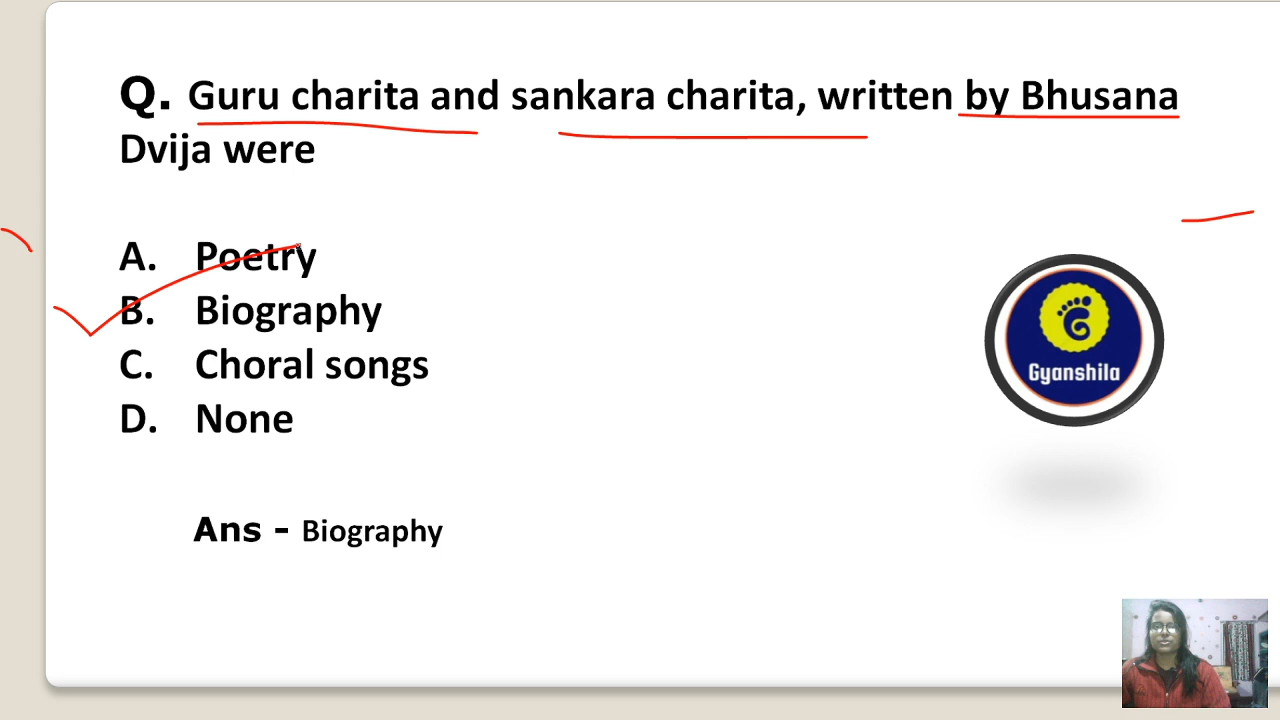 Q. Guru charita and sankara charita, written by Bhusana
Dvija were
A. Poetry
B. Biography
C. Choral songs
D. None
Gyanshila
Ans - Biography